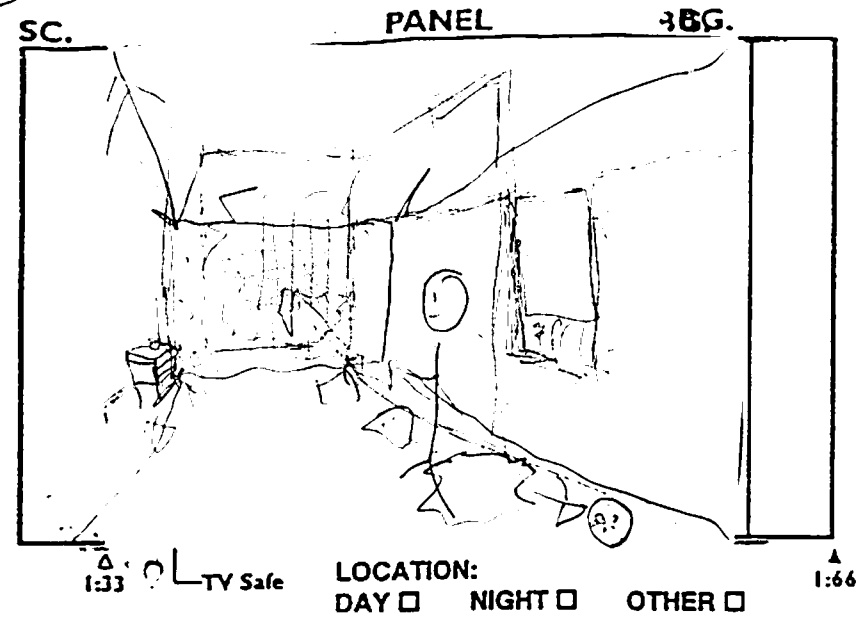 SC.
PANEL
BG.
1:33
TV Safe
LOCATION:
1:66
DAY
NIGHT
OTHER